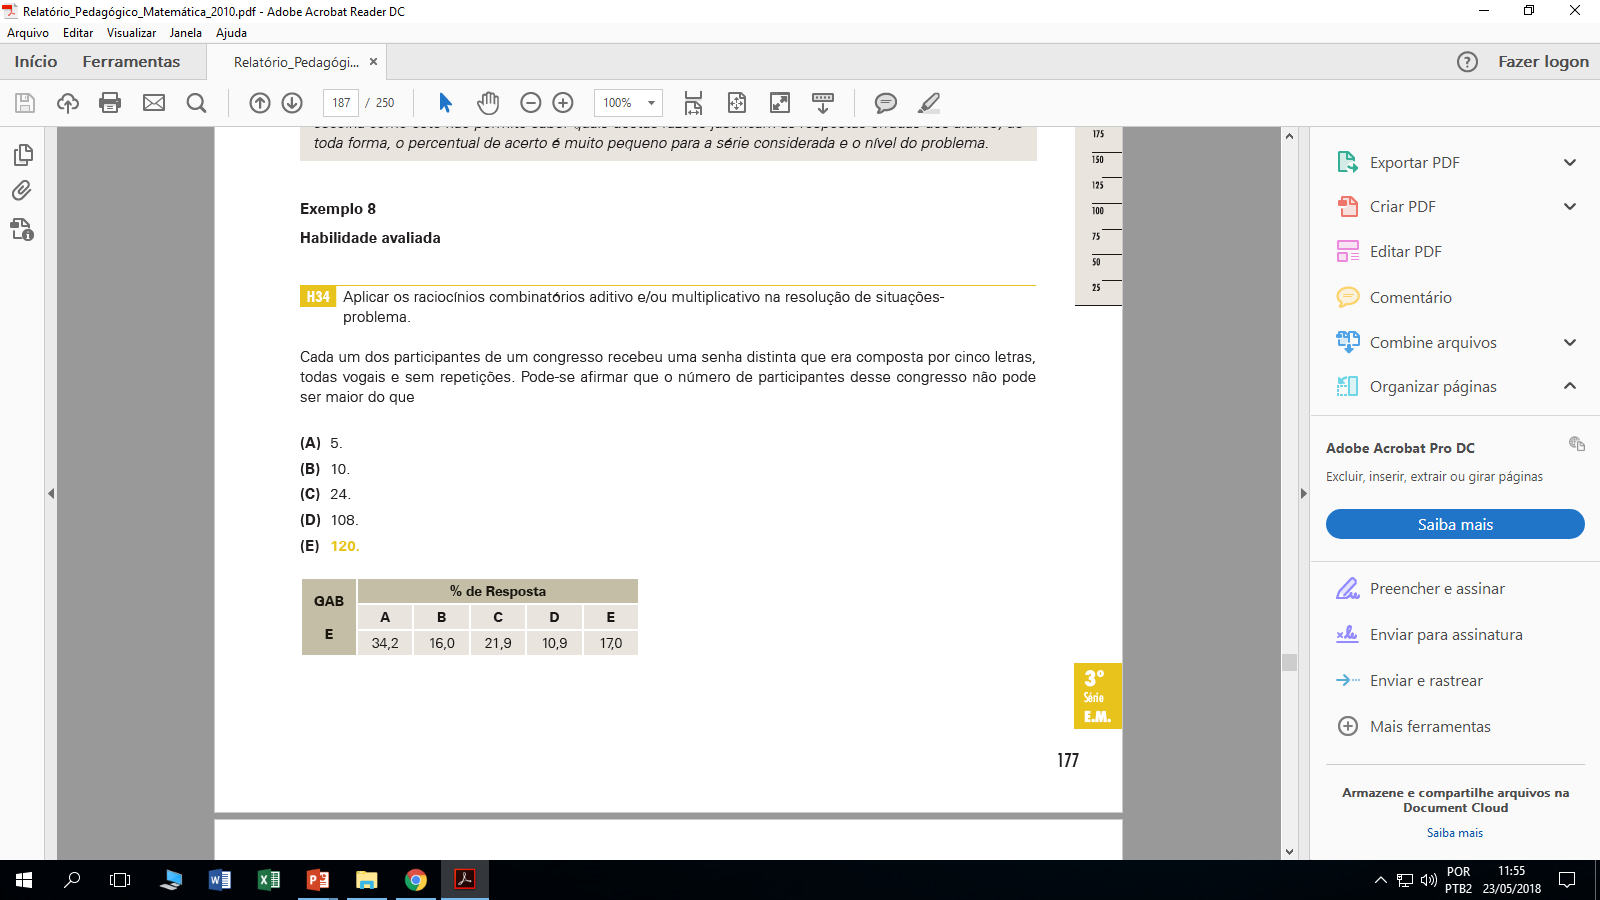 Relatório_Pedagógico_Matemática_2010.pdf - Adobe Acrobat Reader DC
Arquivo Editar Visualizar Janela Ajuda
Início Ferramentas Relatório_Pedagógi... × Fazer logon
187 / 250 100%
toda forma, o percentual de acerto é muito pequeno para a série considerada e o nível do problema.
175
150
125
100
75
50
25
Exemplo 8
Habilidade avaliada
H34 Aplicar os raciocínios combinatórios aditivo e/ou multiplicativo na resolução de situações-
problema.
Cada um dos participantes de um congresso recebeu uma senha distinta que era composta por cinco letras,
todas vogais e sem repetições. Pode-se afirmar que o número de participantes desse congresso não pode
ser maior do que
(A) 5.
(B) 10.
(C) 24.
(D) 108.
(E) 120.
GAB % de Resposta
A B C D E
E 34,2 16,0 21,9 10,9 17,0
3º
Série
E.M.
177
Exportar PDF
Criar PDF
Editar PDF
Comentário
Combine arquivos
Organizar páginas
Adobe Acrobat Pro DC
Excluir, inserir, extrair ou girar páginas
Saiba mais
Preencher e assinar
Enviar para assinatura
Enviar e rastrear
Mais ferramentas
Armazene e compartilhe arquivos na
Document Cloud
Saiba mais
POR 11:55
PTB2 23/05/2018